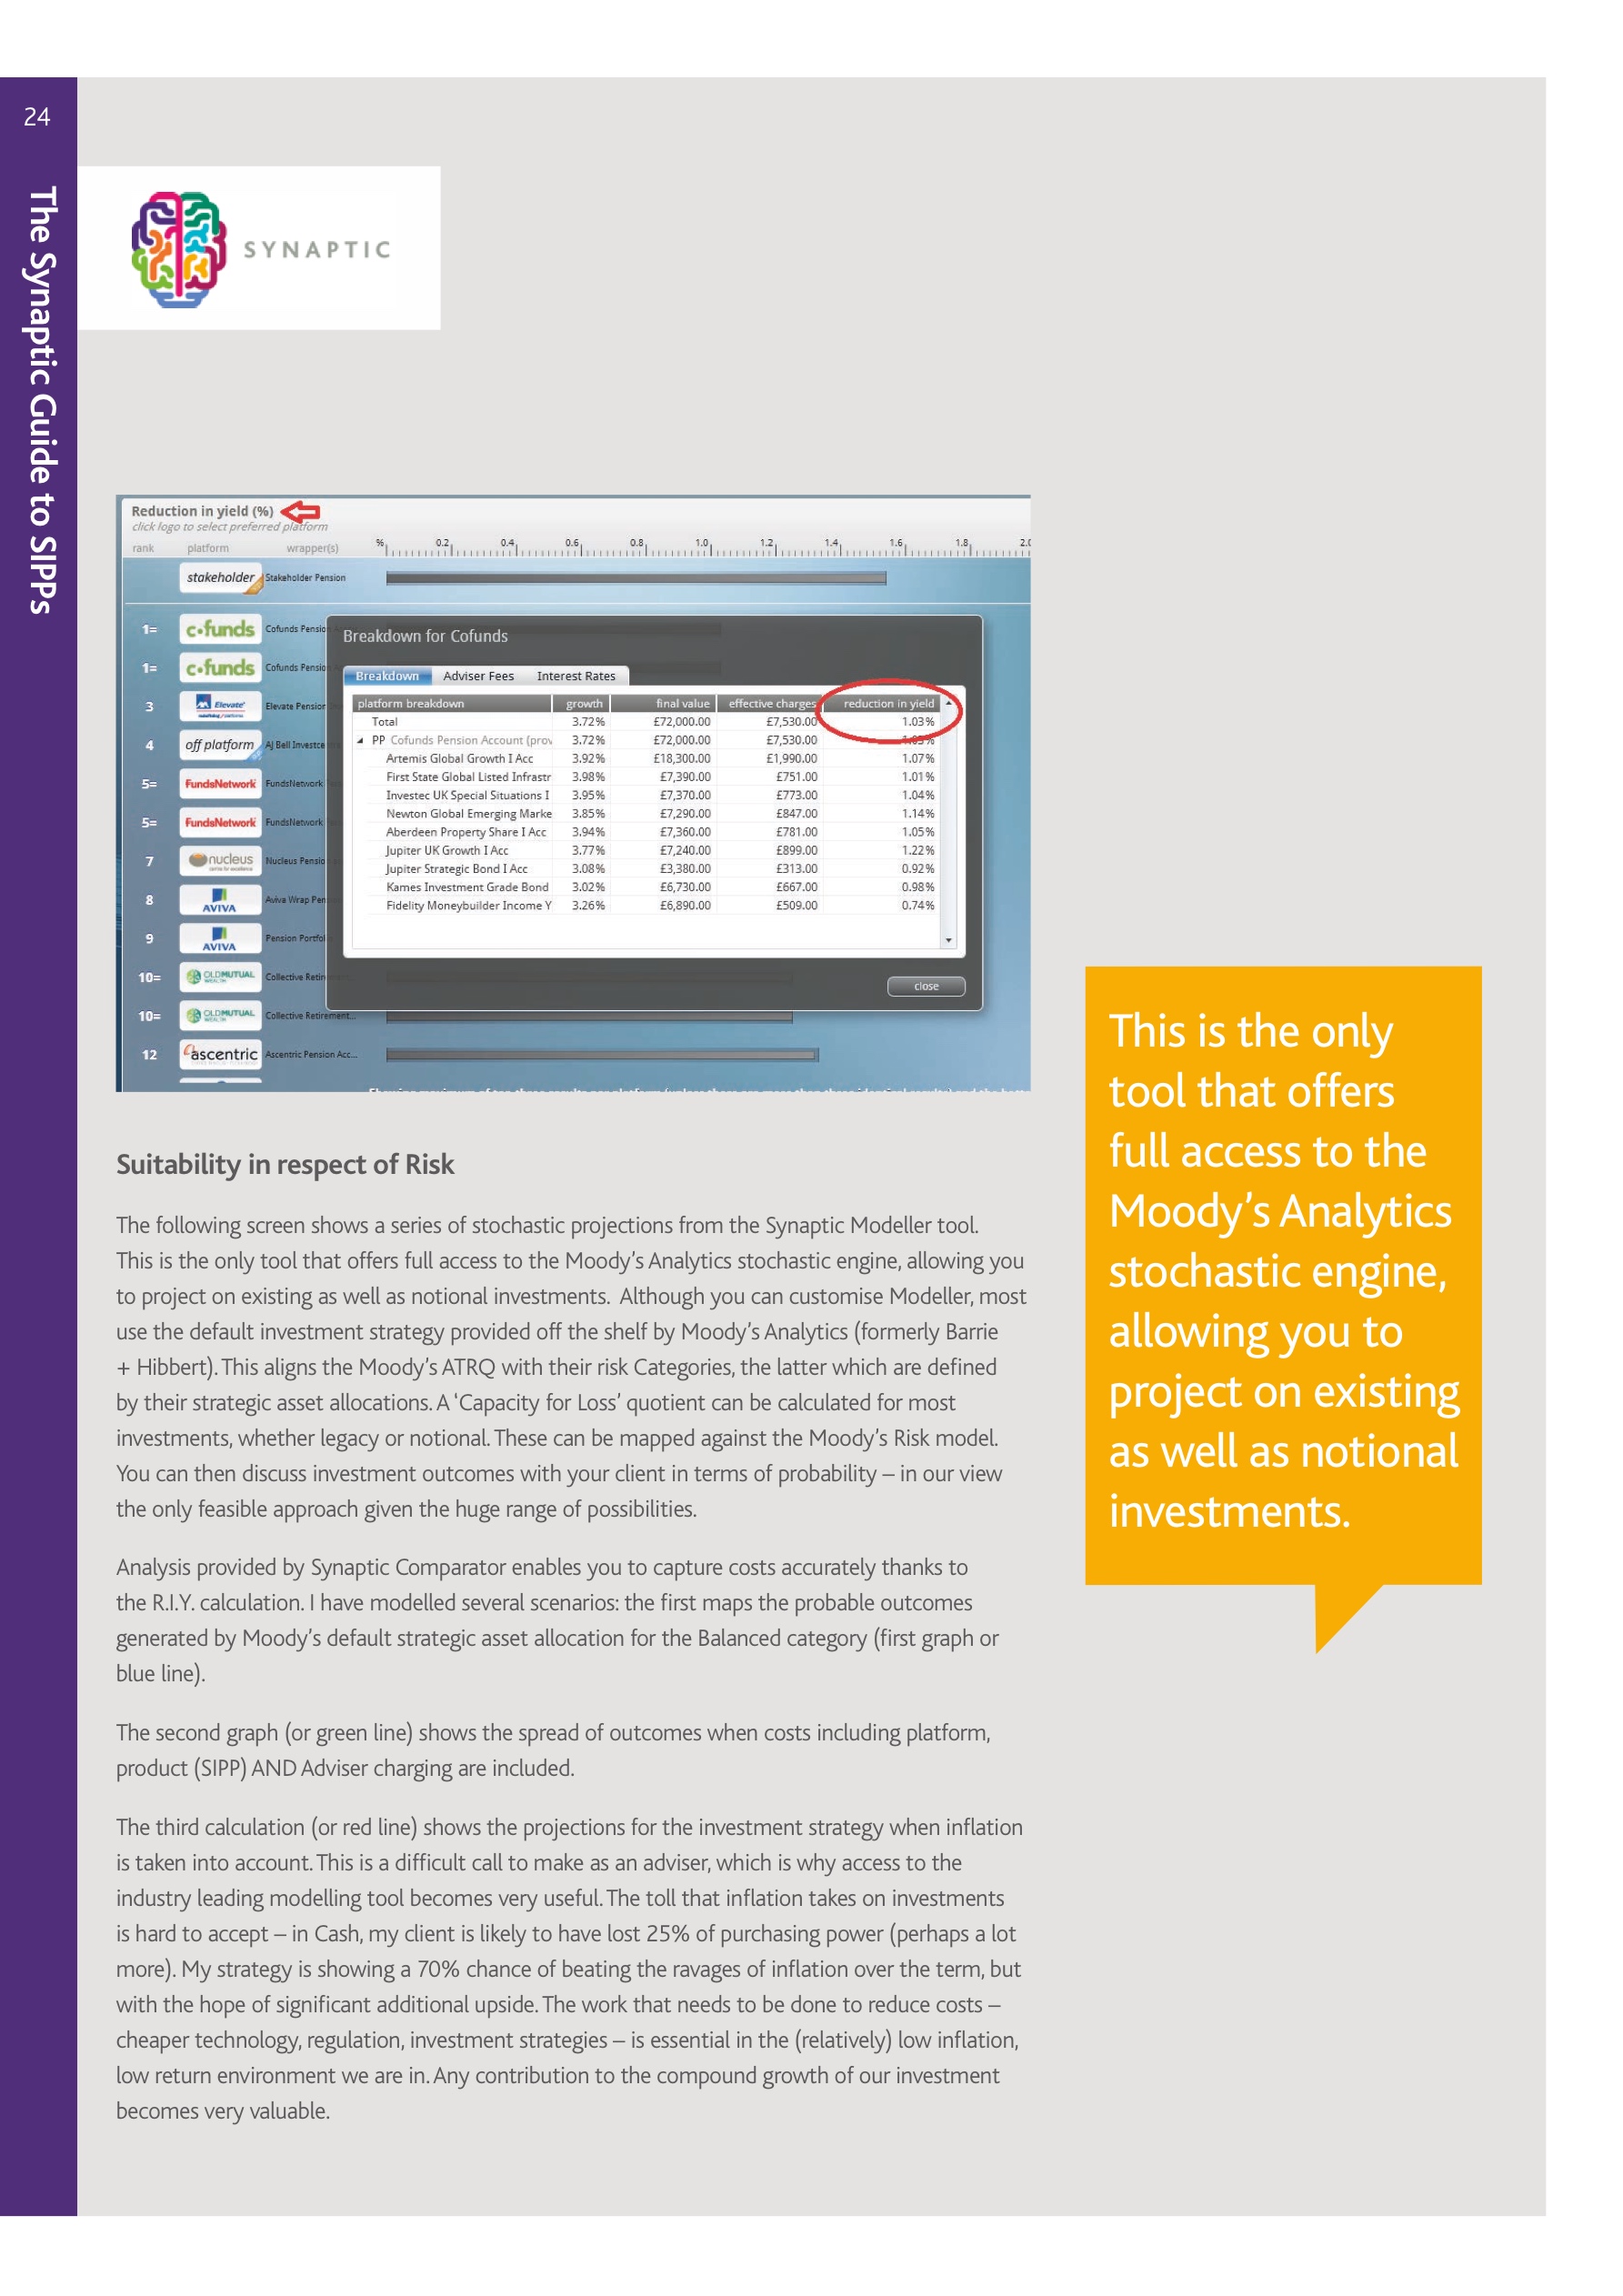 24
The Synaptic Guide to SIPPs
SYNAPTIC
Reduction in yield (%)
click logo to select preferred platform
rank platform wrapper(s)
% 0.2 0.4 0.6 0.8 1.0 1.2 1.4 1.6 1.8 2.0
stakeholder Stakeholder Pension
1= c•funds Cofunds Pension
1= c•funds Cofunds Pension
3 AXA Elevate Elevate Pension
4 off platform AJ Bell Investce
5= FundsNetwork FundsNetwork
5= FundsNetwork FundsNetwork
7 nucleus Nucleus Pensio
8 AVIVA Aviva Wrap Pen
9 AVIVA Pension Portfol
10= OLDMUTUAL WEALTH Collective Retir
10= OLDMUTUAL WEALTH Collective Retirement...
12 ascentric Ascentric Pension Acc...
Breakdown for Cofunds
Breakdown Adviser Fees Interest Rates
platform breakdown growth final value effective charges reduction in yield
Total 3.72% £72,000.00 £7,530.00 1.03%
PP Cofunds Pension Account (prov 3.72% £72,000.00 £7,530.00 1.03%
Artemis Global Growth I Acc 3.92% £18,300.00 £1,990.00 1.07%
First State Global Listed Infrastr 3.98% £7,390.00 £751.00 1.01%
Investec UK Special Situations I 3.95% £7,370.00 £773.00 1.04%
Newton Global Emerging Marke 3.85% £7,290.00 £847.00 1.14%
Aberdeen Property Share I Acc 3.94% £7,360.00 £781.00 1.05%
Jupiter UK Growth I Acc 3.77% £7,240.00 £899.00 1.22%
Jupiter Strategic Bond I Acc 3.08% £3,380.00 £313.00 0.92%
Kames Investment Grade Bond 3.02% £6,730.00 £667.00 0.98%
Fidelity Moneybuilder Income Y 3.26% £6,890.00 £509.00 0.74%
close
Suitability in respect of Risk
The following screen shows a series of stochastic projections from the Synaptic Modeller tool.
This is the only tool that offers full access to the Moody's Analytics stochastic engine, allowing you
to project on existing as well as notional investments. Although you can customise Modeller, most
use the default investment strategy provided off the shelf by Moody's Analytics (formerly Barrie
+ Hibbert). This aligns the Moody's ATRQ with their risk Categories, the latter which are defined
by their strategic asset allocations. A 'Capacity for Loss' quotient can be calculated for most
investments, whether legacy or notional. These can be mapped against the Moody's Risk model.
You can then discuss investment outcomes with your client in terms of probability – in our view
the only feasible approach given the huge range of possibilities.
Analysis provided by Synaptic Comparator enables you to capture costs accurately thanks to
the R.I.Y. calculation. I have modelled several scenarios: the first maps the probable outcomes
generated by Moody's default strategic asset allocation for the Balanced category (first graph or
blue line).
The second graph (or green line) shows the spread of outcomes when costs including platform,
product (SIPP) AND Adviser charging are included.
The third calculation (or red line) shows the projections for the investment strategy when inflation
is taken into account. This is a difficult call to make as an adviser, which is why access to the
industry leading modelling tool becomes very useful. The toll that inflation takes on investments
is hard to accept – in Cash, my client is likely to have lost 25% of purchasing power (perhaps a lot
more). My strategy is showing a 70% chance of beating the ravages of inflation over the term, but
with the hope of significant additional upside. The work that needs to be done to reduce costs –
cheaper technology, regulation, investment strategies – is essential in the (relatively) low inflation,
low return environment we are in. Any contribution to the compound growth of our investment
becomes very valuable.
This is the only
tool that offers
full access to the
Moody's Analytics
stochastic engine,
allowing you to
project on existing
as well as notional
investments.